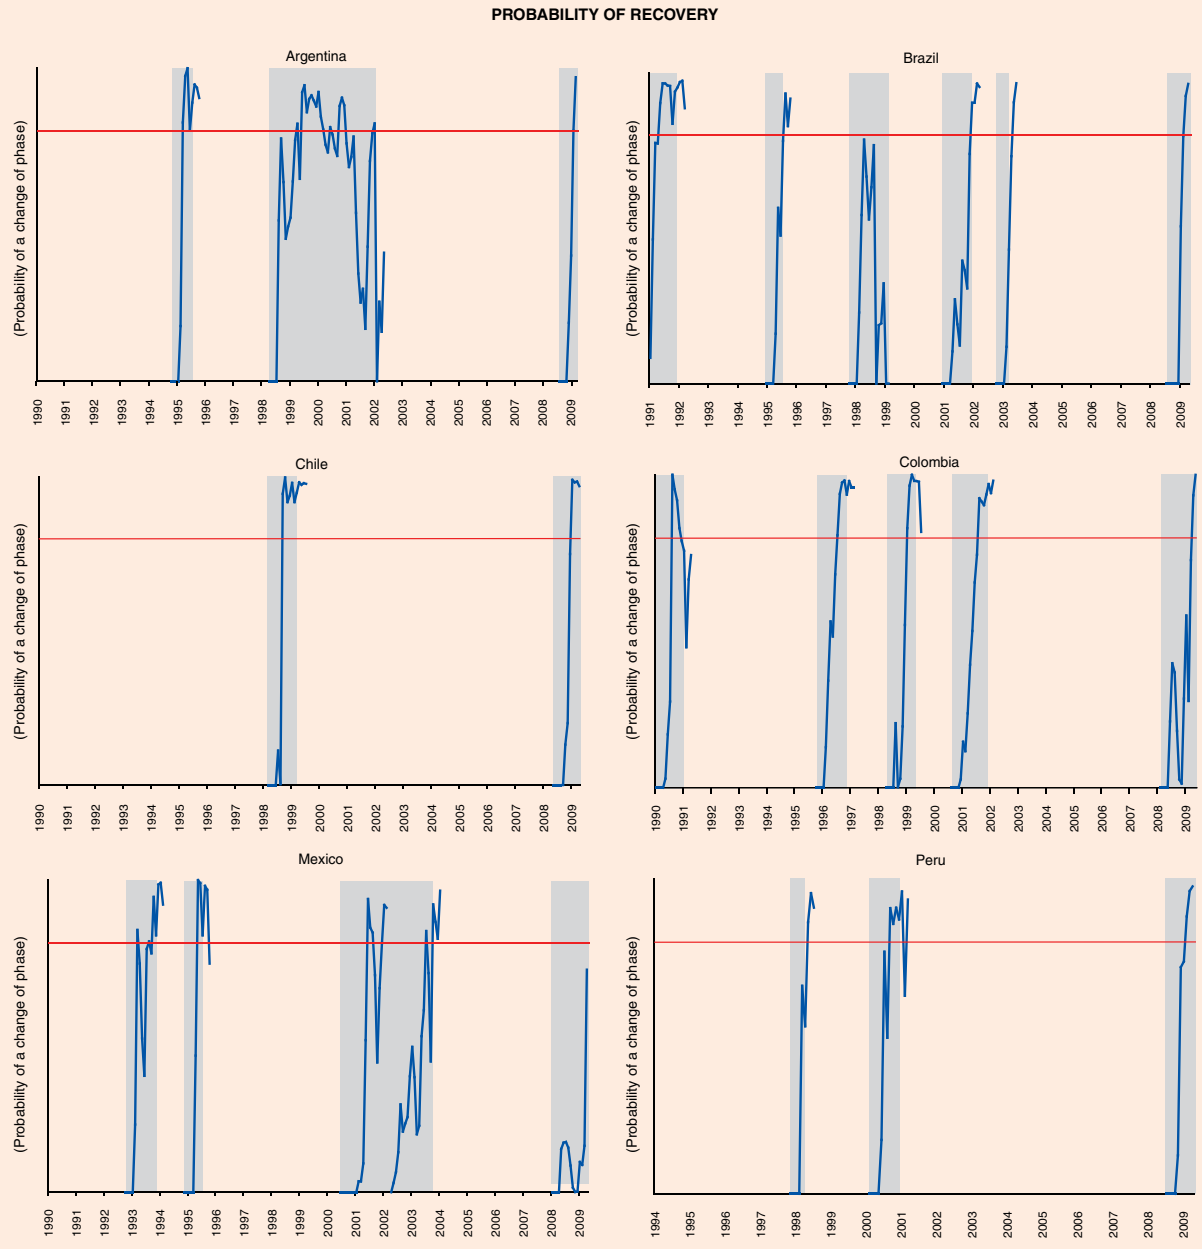 PROBABILITY OF RECOVERY
Argentina
(Probability of a change of phase)
1990 1991 1992 1993 1994 1995 1996 1997 1998 1999 2000 2001 2002 2003 2004 2005 2006 2007 2008 2009
Brazil
(Probability of a change of phase)
1991 1992 1993 1994 1995 1996 1997 1998 1999 2000 2001 2002 2003 2004 2005 2006 2007 2008 2009
Chile
(Probability of a change of phase)
1990 1991 1992 1993 1994 1995 1996 1997 1998 1999 2000 2001 2002 2003 2004 2005 2006 2007 2008 2009
Colombia
(Probability of a change of phase)
1990 1991 1992 1993 1994 1995 1996 1997 1998 1999 2000 2001 2002 2003 2004 2005 2006 2007 2008 2009
Mexico
(Probability of a change of phase)
1990 1991 1992 1993 1994 1995 1996 1997 1998 1999 2000 2001 2002 2003 2004 2005 2006 2007 2008 2009
Peru
(Probability of a change of phase)
1994 1995 1996 1997 1998 1999 2000 2001 2002 2003 2004 2005 2006 2007 2008 2009